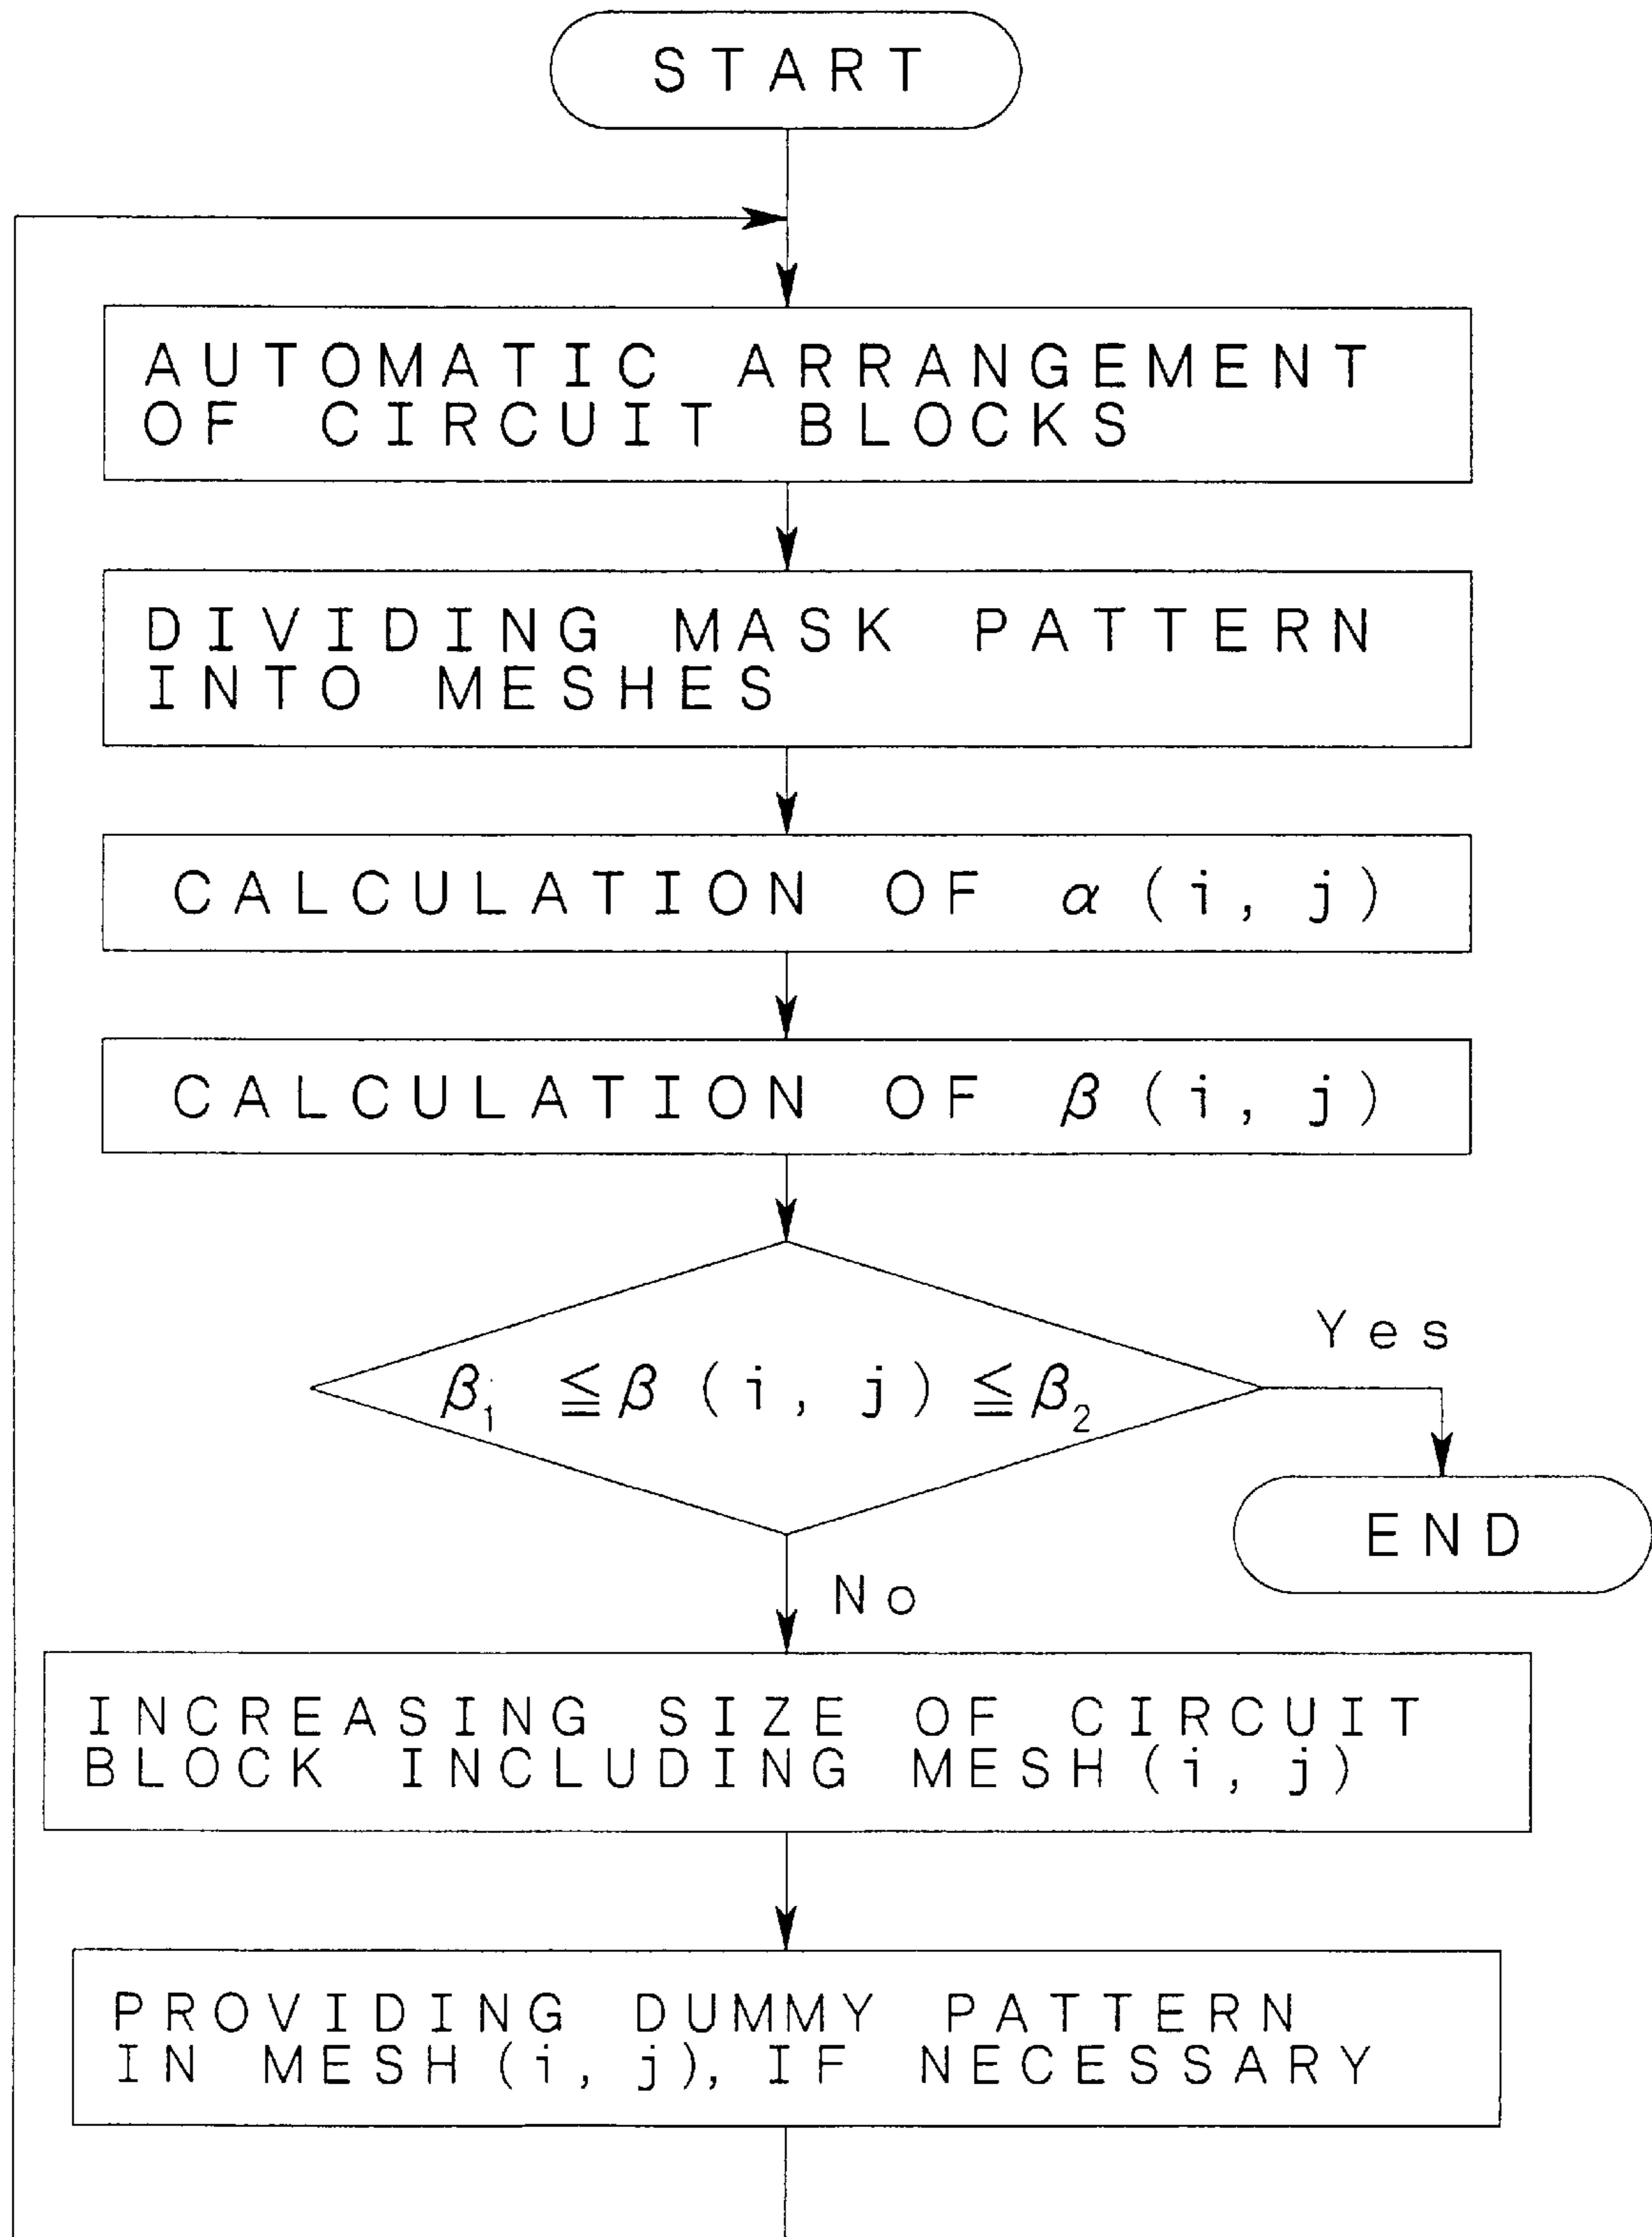 START
AUTOMATIC ARRANGEMENT
OF CIRCUIT BLOCKS
DIVIDING MASK PATTERN
INTO MESHES
CALCULATION OF α (i, j)
CALCULATION OF β (i, j)
β₁ ≦ β (i, j) ≦ β₂
Yes
END
No
INCREASING SIZE OF CIRCUIT
BLOCK INCLUDING MESH(i, j)
PROVIDING DUMMY PATTERN
IN MESH(i, j), IF NECESSARY